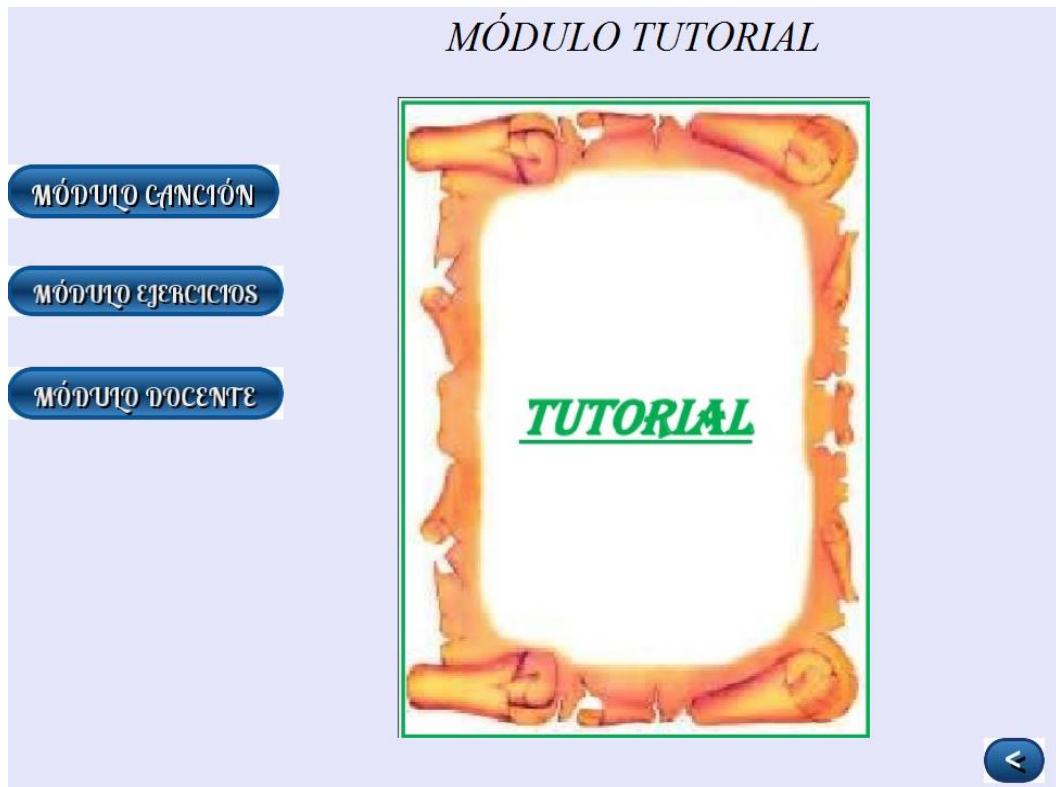 MÓDULO TUTORIAL
MÓDULO CANCIÓN
MÓDULO EJERCICIOS
MÓDULO DOCENTE
TUTORIAL
<